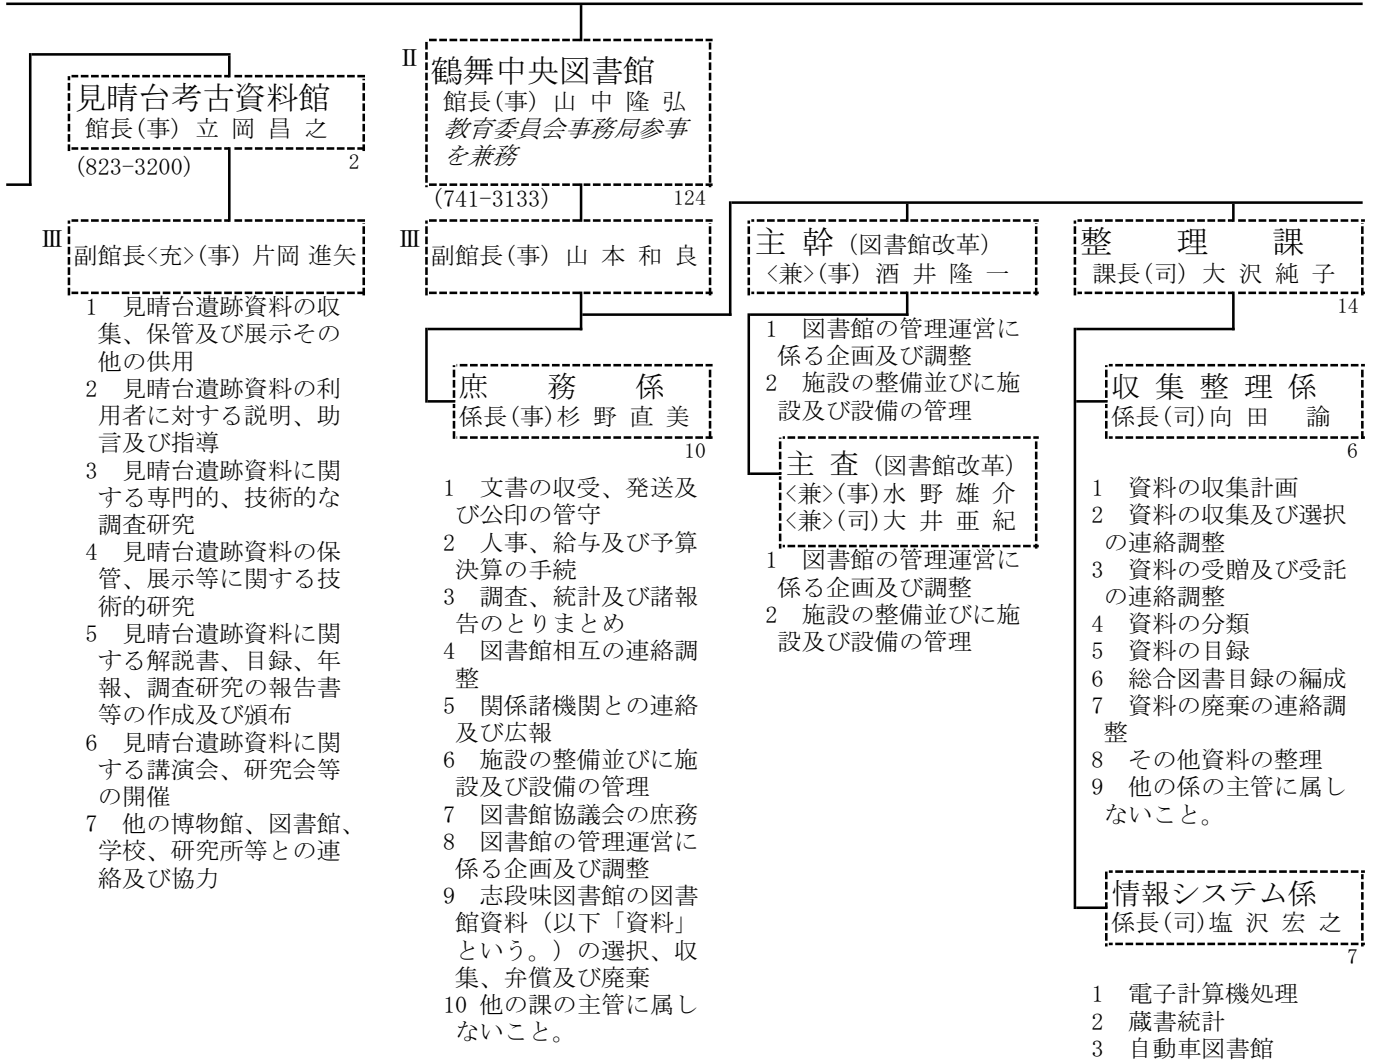 見晴台考古資料館
館長(事) 立 岡 昌 之
(823-3200)
2
Ⅲ
副館長<充>(事) 片岡 進矢
1 見晴台遺跡資料の収
集、保管及び展示その
他の供用
2 見晴台遺跡資料の利
用者に対する説明、助
言及び指導
3 見晴台遺跡資料に関
する専門的、技術的な
調査研究
4 見晴台遺跡資料の保
管、展示等に関する技
術的研究
5 見晴台遺跡資料に関
する解説書、目録、年
報、調査研究の報告書
等の作成及び頒布
6 見晴台遺跡資料に関
する講演会、研究会等
の開催
7 他の博物館、図書館、
学校、研究所等との連
絡及び協力
Ⅱ
鶴舞中央図書館
館長(事) 山 中 隆 弘
教育委員会事務局参事
を兼務
(741-3133)
124
Ⅲ
副館長(事) 山 本 和 良
庶 務 係
係長(事)杉 野 直 美
10
1 文書の収受、発送及
び公印の管守
2 人事、給与及び予算
決算の手続
3 調査、統計及び諸報
告のとりまとめ
4 図書館相互の連絡調
整
5 関係諸機関との連絡
及び広報
6 施設の整備並びに施
設及び設備の管理
7 図書館協議会の庶務
8 図書館の管理運営に
係る企画及び調整
9 志段味図書館の図書
館資料（以下「資料」
という。）の選択、収
集、弁償及び廃棄
10 他の課の主管に属し
ないこと。
主 幹 (図書館改革)
<兼>(事) 酒 井 隆 一
1 図書館の管理運営に
係る企画及び調整
2 施設の整備並びに施
設及び設備の管理
主 査 (図書館改革)
<兼>(事)水 野 雄 介
<兼>(司)大 井 亜 紀
1 図書館の管理運営に
係る企画及び調整
2 施設の整備並びに施
設及び設備の管理
整 理 課
課長(司) 大 沢 純 子
14
収 集 整 理 係
係長(司)向 田 諭
6
1 資料の収集計画
2 資料の収集及び選択
の連絡調整
3 資料の受贈及び受託
の連絡調整
4 資料の分類
5 資料の目録
6 総合図書目録の編成
7 資料の廃棄の連絡調
整
8 その他資料の整理
9 他の係の主管に属し
ないこと。
情報システム係
係長(司)塩 沢 宏 之
7
1 電子計算機処理
2 蔵書統計
3 自動車図書館